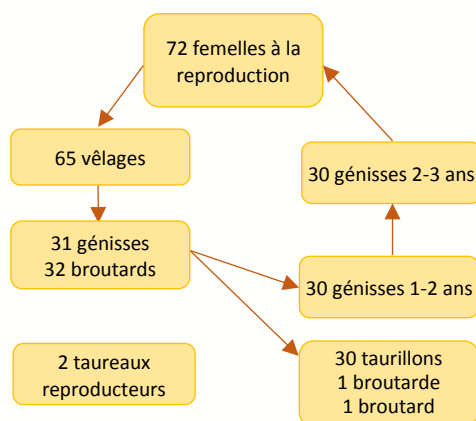 72 femelles à la
reproduction
65 vêlages
30 génisses 2-3 ans
31 génisses
32 broutards
30 génisses 1-2 ans
2 taureaux
reproducteurs
30 taurillons
1 broutarde
1 broutard